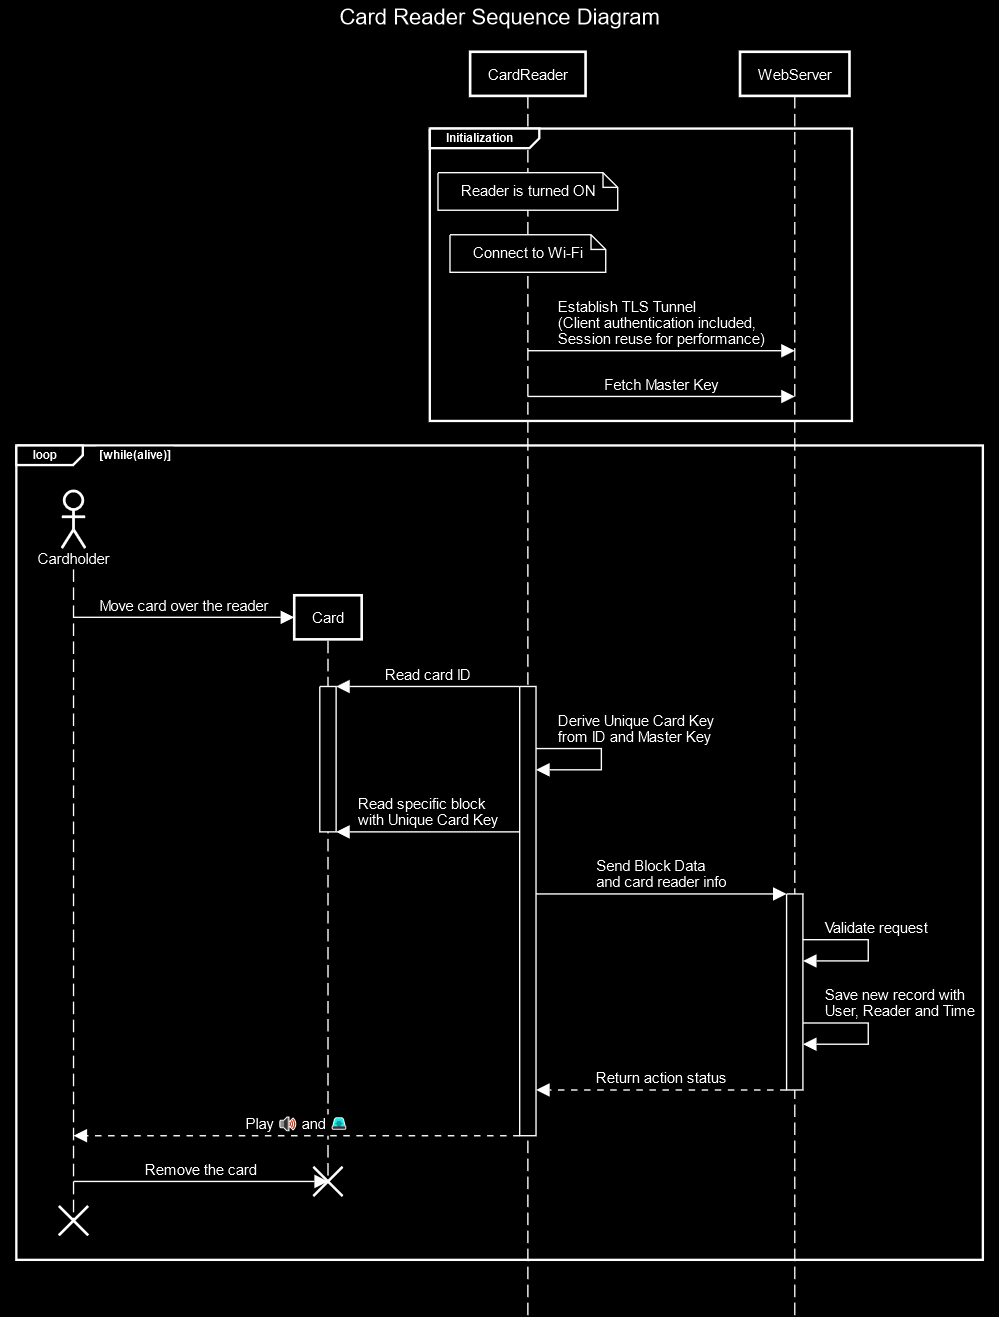 Card Reader Sequence Diagram
CardReader
WebServer
Initialization
Reader is turned ON
Connect to Wi-Fi
Establish TLS Tunnel
(Client authentication included,
Session reuse for performance)
Fetch Master Key
loop
[while(alive)]
Cardholder
Move card over the reader
Card
Read card ID
Derive Unique Card Key
from ID and Master Key
Read specific block
with Unique Card Key
Send Block Data
and card reader info
Validate request
Save new record with
User, Reader and Time
Return action status
Play 🔊 and 🚨
Remove the card